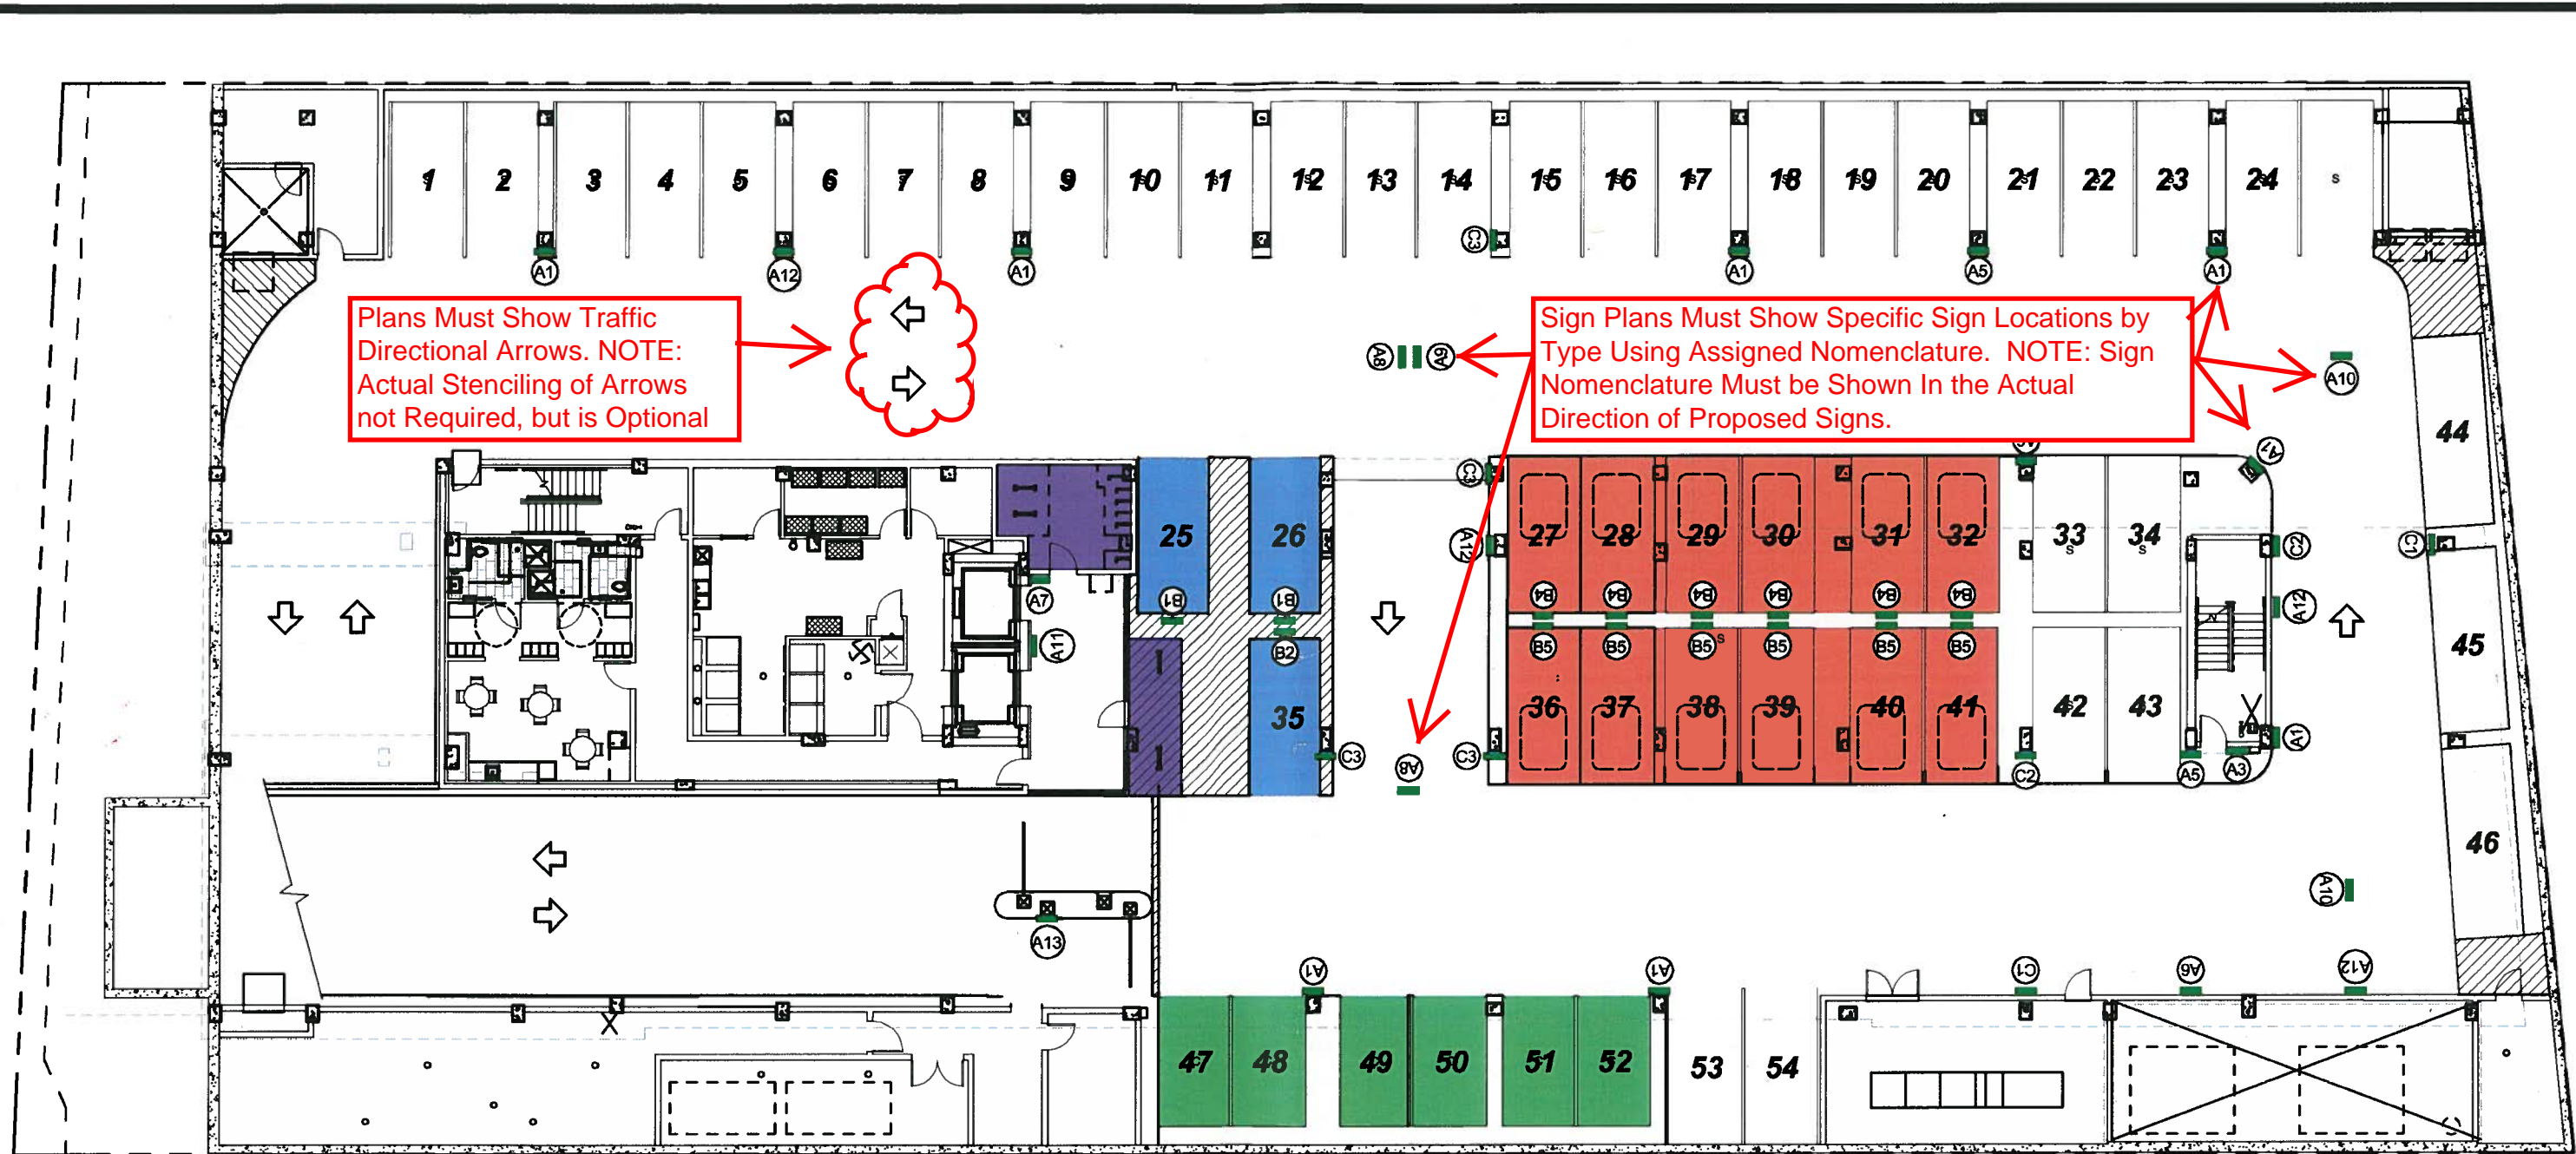 1 2 3 4 5 6 7 8 9 10 11 12 13 14 15 16 17 18 19 20 21 22 23 24 s
C3
A1 A12 A1 A1 A5 A1
Plans Must Show Traffic
Directional Arrows. NOTE:
Actual Stenciling of Arrows
not Required, but is Optional
Sign Plans Must Show Specific Sign Locations by
Type Using Assigned Nomenclature. NOTE: Sign
Nomenclature Must be Shown In the Actual
Direction of Proposed Signs.
A8 A9 A10
44
A1
C3
25 26 A12 27 28 29 30 31 32 33 34 C2 C1
s s
A7 B1 B1 B4 B4 B4 B4 B4 B4 A12
A11 B2 B5 B5 B5 s B5 B5 B5 45
35 36 37 38 39 40 41 42 43
A1
C3 A8 C3 C2 A5 A3
46
A10
A13
A1 A1 C1 A6 A12
47 48 49 50 51 52 53 54